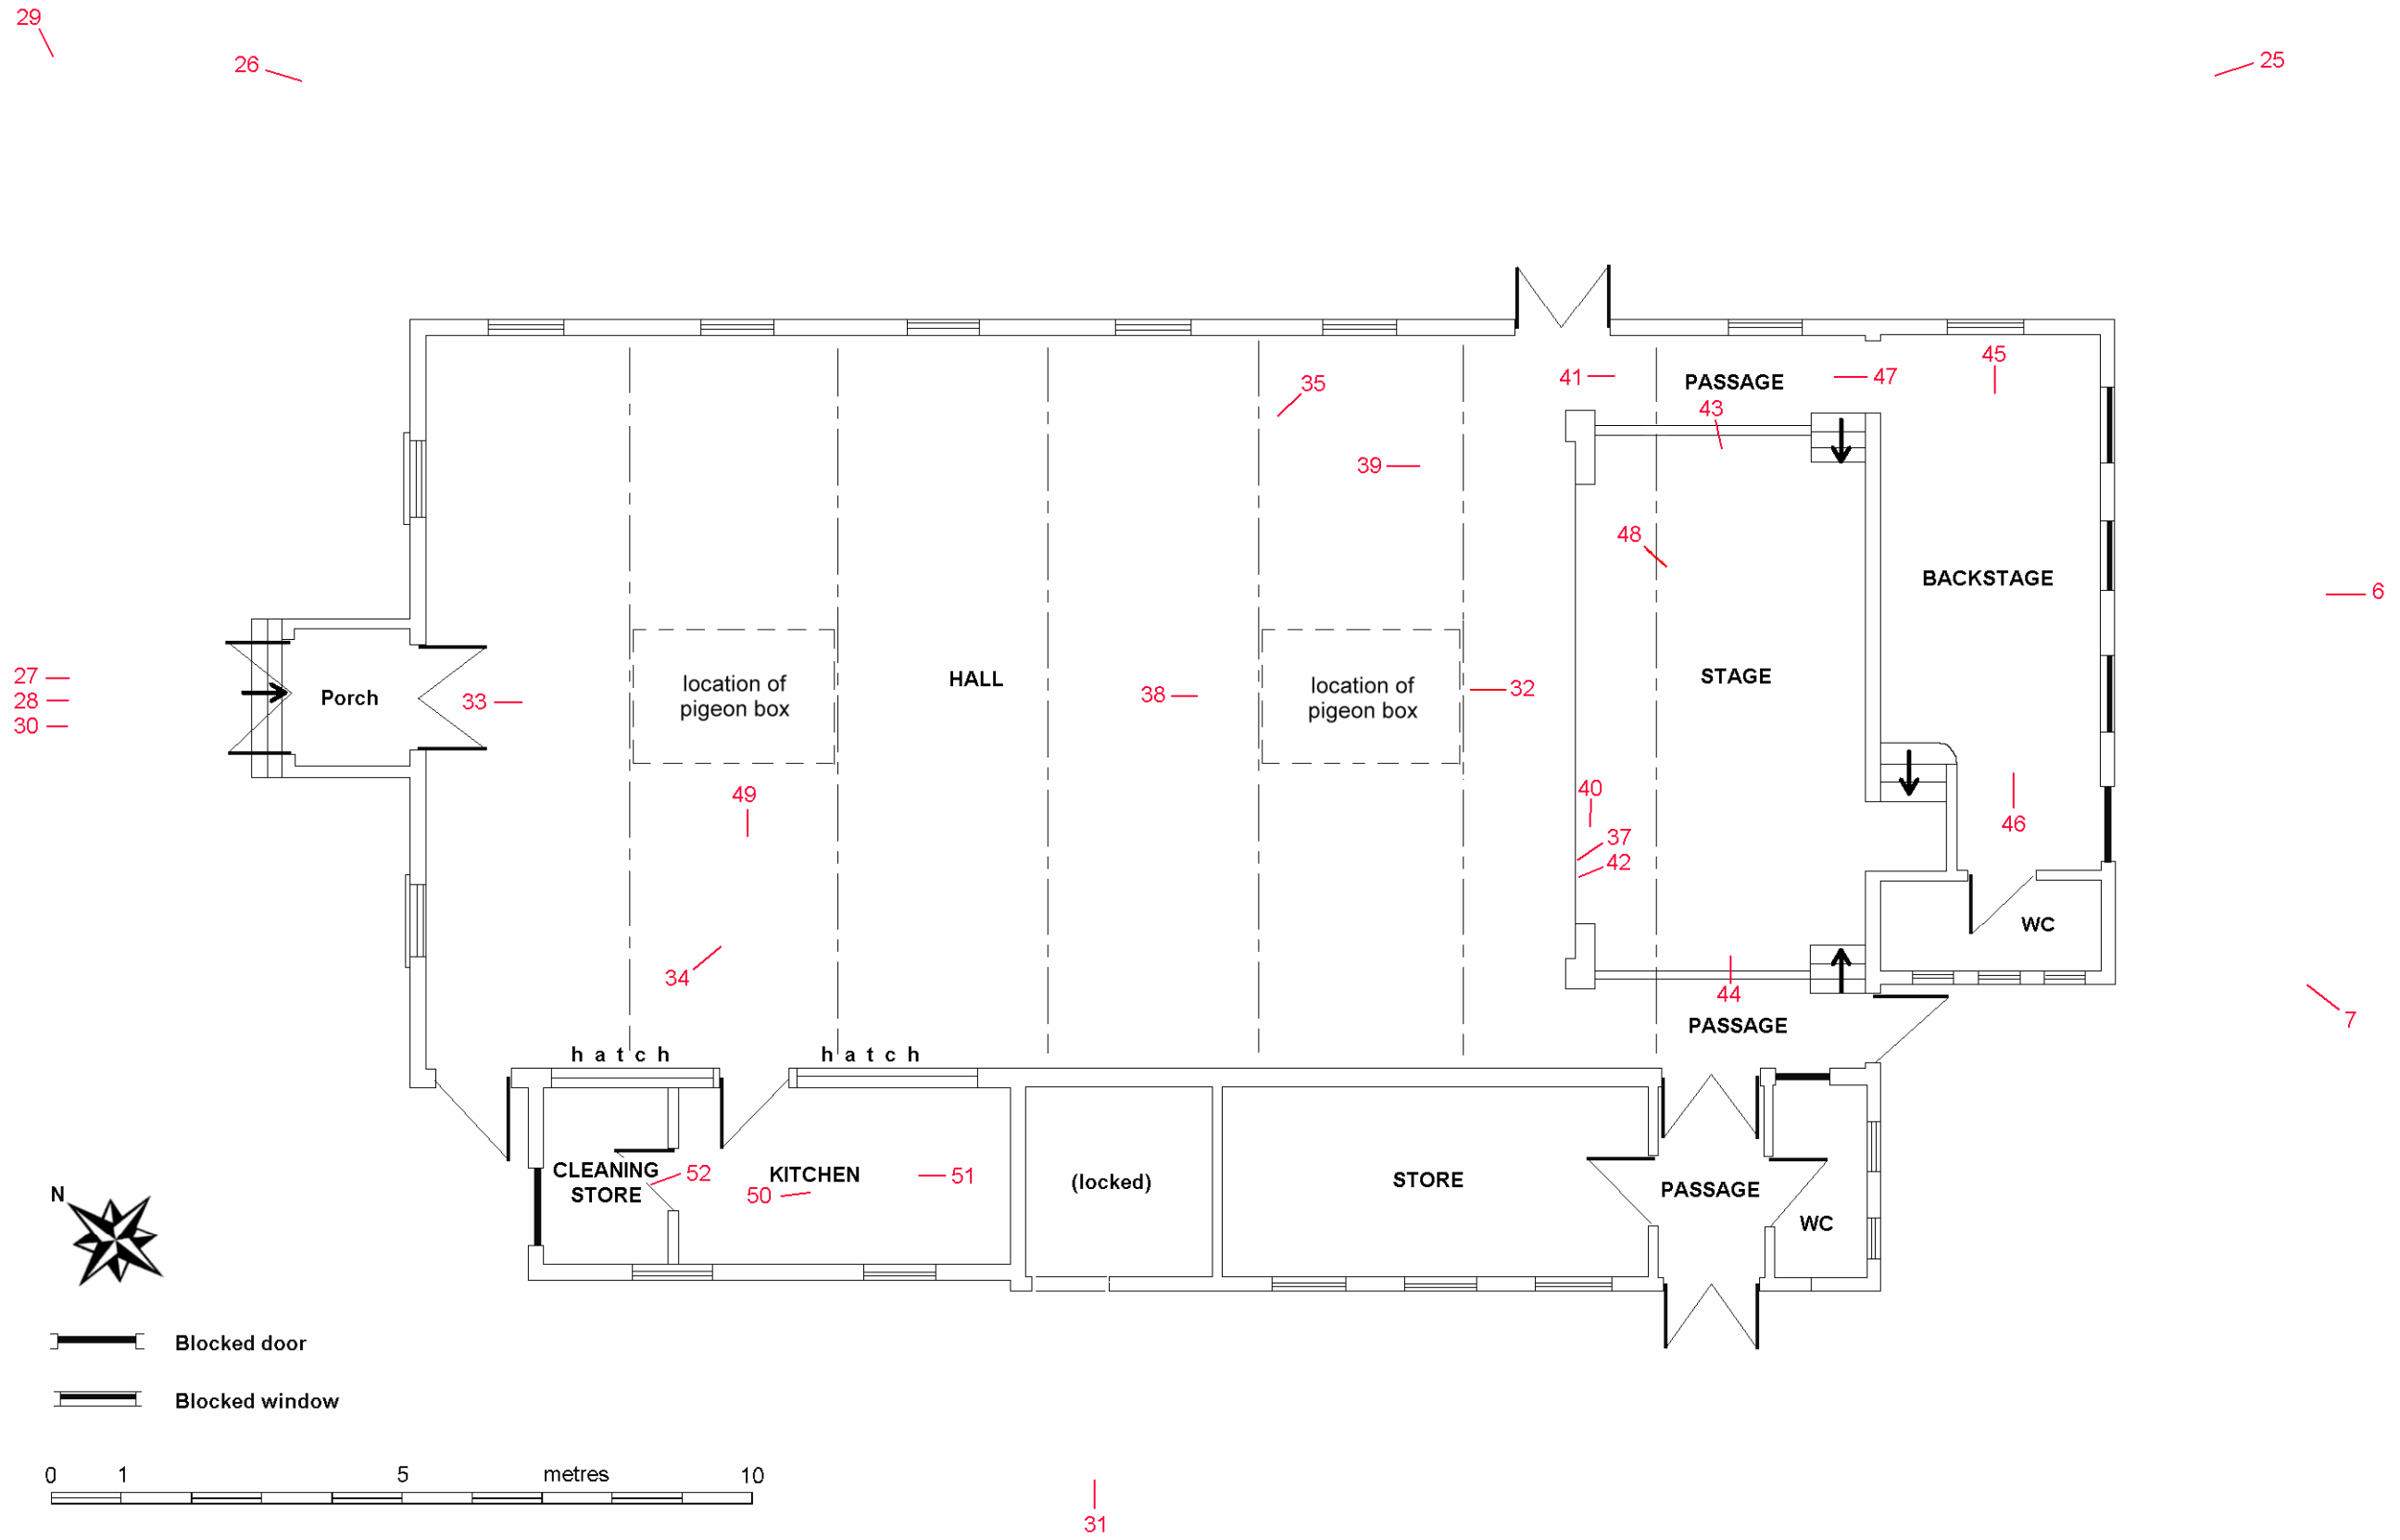 29
26
25
35
41
PASSAGE
47
45
43
39
48
BACKSTAGE
6
27
28
30
Porch
33
location of
pigeon box
HALL
38
location of
pigeon box
32
STAGE
49
40
37
42
46
WC
34
44
7
PASSAGE
hatch
hatch
CLEANING
STORE
52
KITCHEN
50
51
(locked)
STORE
PASSAGE
WC
N
Blocked door
Blocked window
0 1 5 metres 10
31